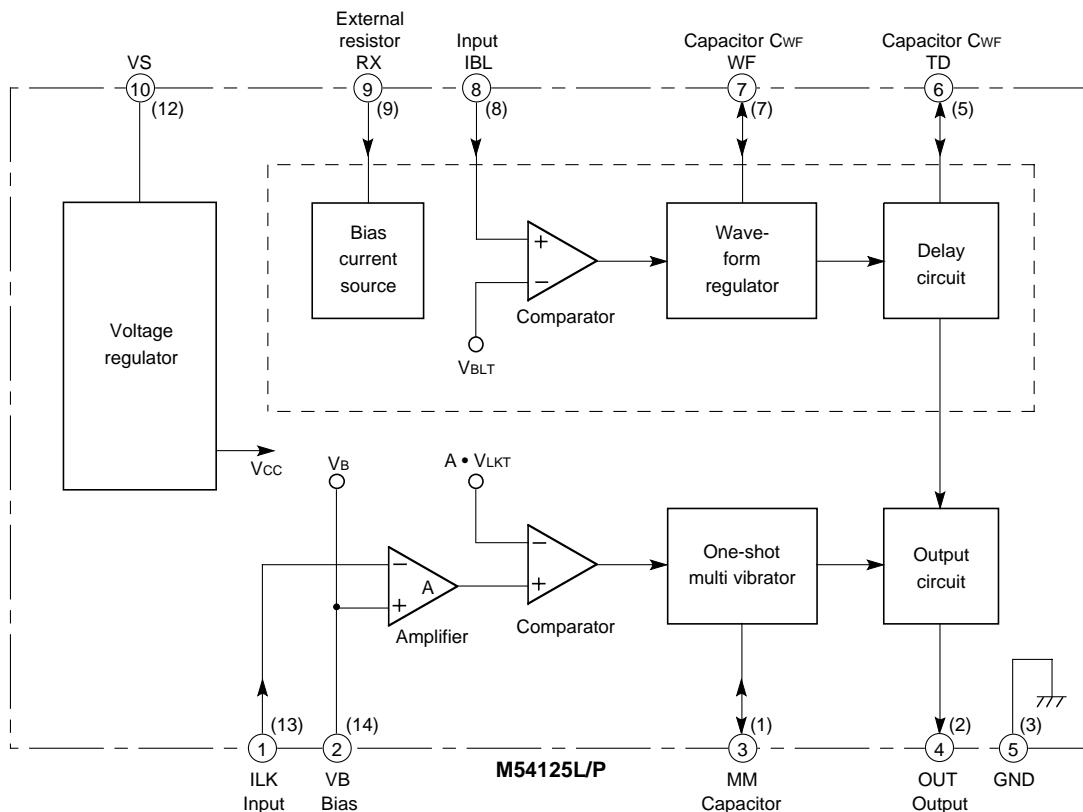 External
resistor
RX
Input
IBL
Capacitor CWF
WF
Capacitor CWF
TD
VS
10
(12)
9
(9)
8
(8)
7
(7)
6
(5)
Voltage
regulator
VCC
Bias
current
source
+
−
Comparator
VBLT
Wave-
form
regulator
Delay
circuit
VB
A • VLKT
−
A
+
Amplifier
−
+
Comparator
One-shot
multi vibrator
Output
circuit
1
(13)
2
(14)
3
(1)
4
(2)
5
(3)
ILK
Input
VB
Bias
M54125L/P
MM
Capacitor
OUT
Output
GND